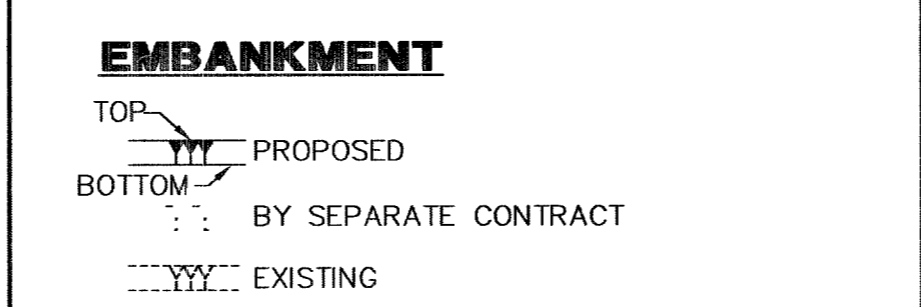 EMBANKMENT
TOP
PROPOSED
BOTTOM
BY SEPARATE CONTRACT
EXISTING